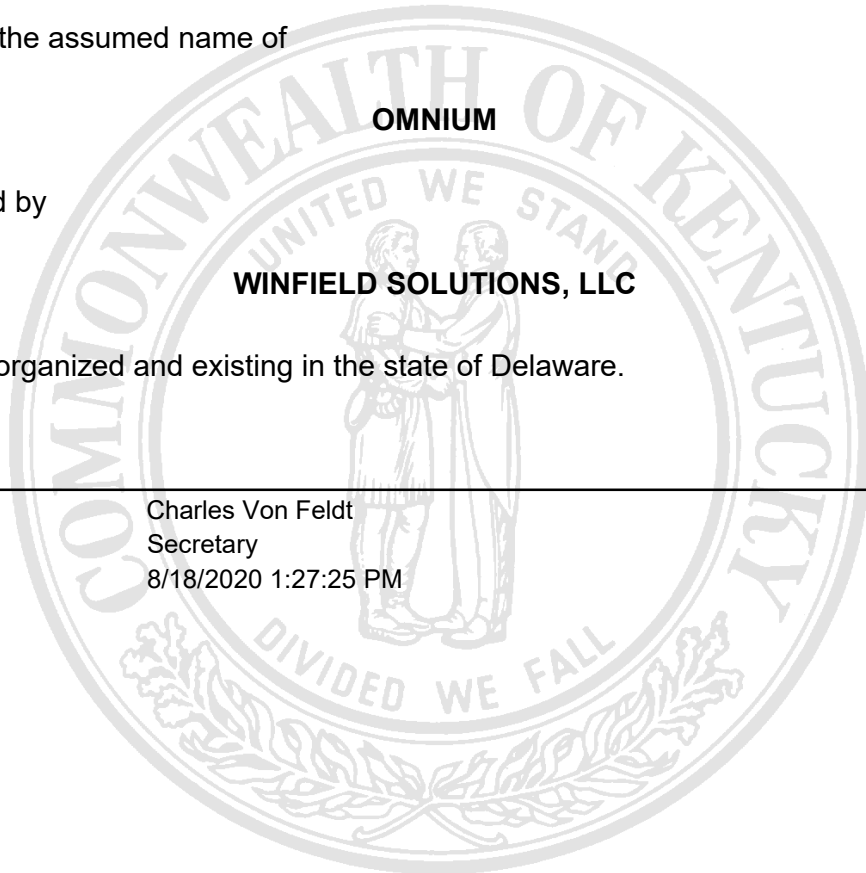 the assumed name of
OMNIUM
d by
WINFIELD SOLUTIONS, LLC
organized and existing in the state of Delaware.
Charles Von Feldt
Secretary
8/18/2020 1:27:25 PM
COMMONWEALTH OF KENTUCKY
UNITED WE STAND
DIVIDED WE FALL